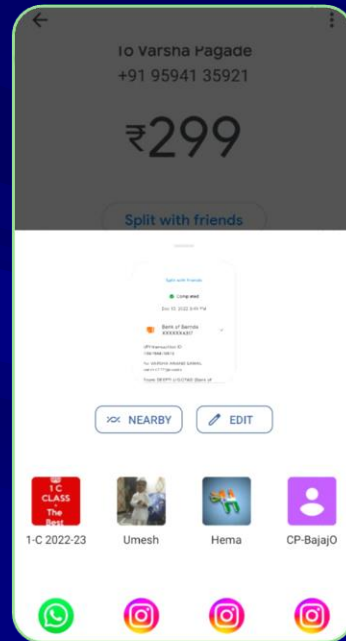 To Varsha Pagade
+91 95941 35921
₹299
Split with friends
Split with friends
Completed
Bank of Baroda
NEARBY
EDIT
1 C
CLASS
The
Best
1-C 2022-23
Umesh
Hema
CP-BajajO